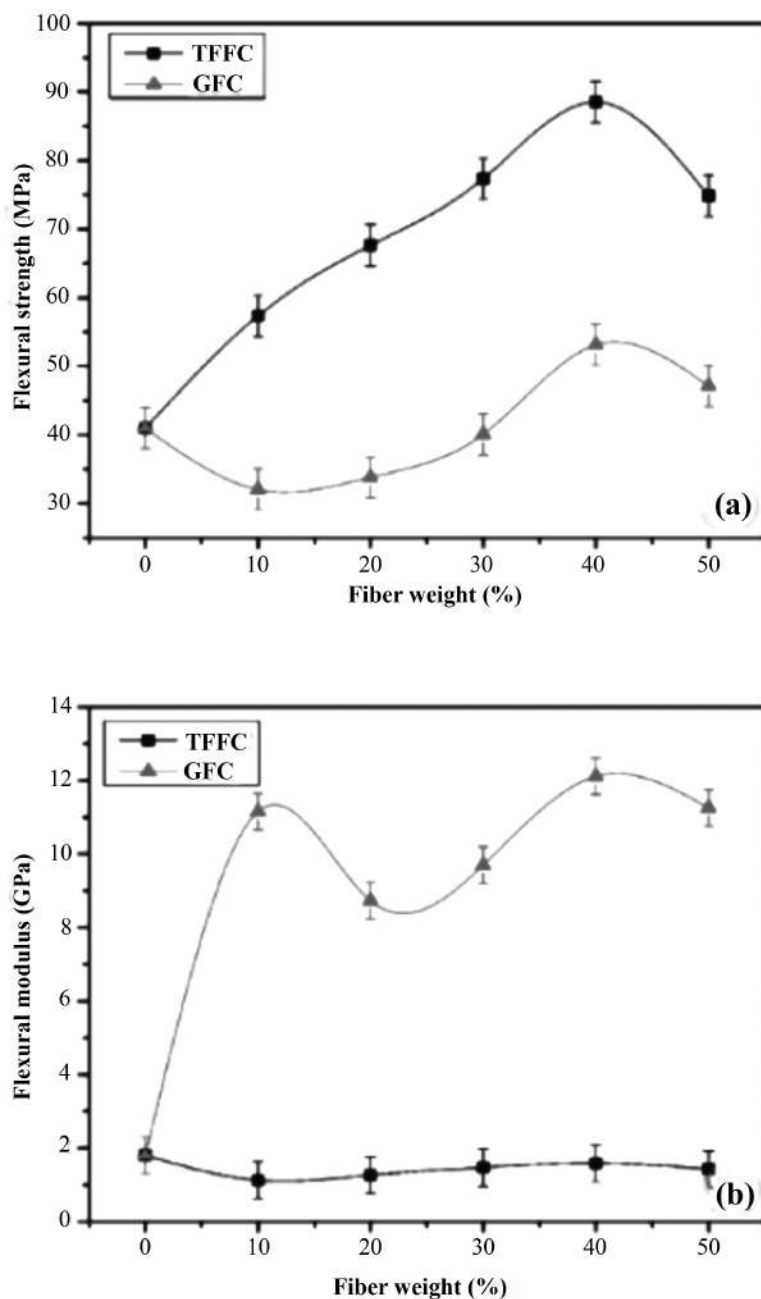 100
90
80
70
60
50
40
30
Flexural strength (MPa)
TFFC
GFC
(a)
0 10 20 30 40 50
Fiber weight (%)
14
12
10
8
6
4
2
0
Flexural modulus (GPa)
TFFC
GFC
(b)
0 10 20 30 40 50
Fiber weight (%)